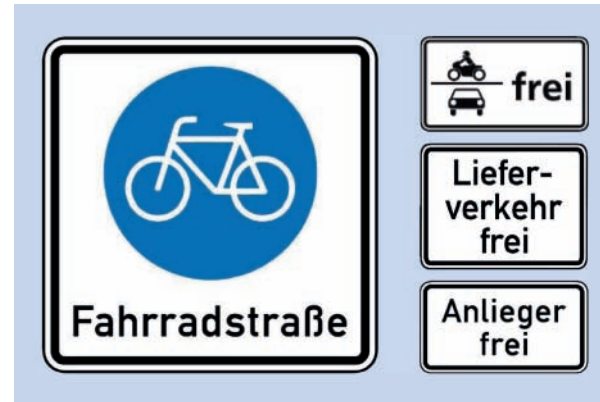 Fahrradstraße
frei
Liefer-
verkehr
frei
Anlieger
frei